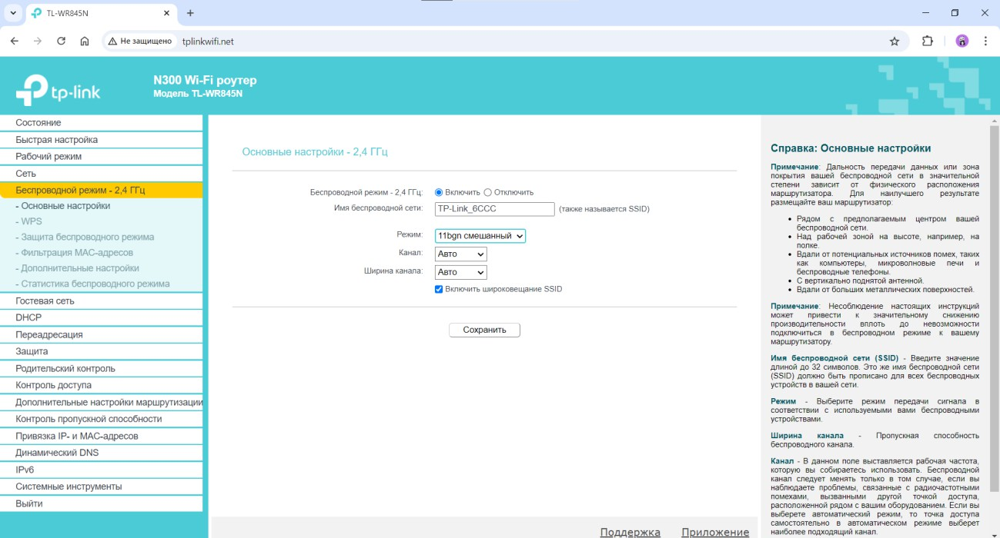 TL-WR845N
Не защищено
tplinkwifi.net
tp-link
N300 Wi-Fi роутер
Модель TL-WR845N
Состояние
Быстрая настройка
Рабочий режим
Сеть
Беспроводной режим - 2,4 ГГц
- Основные настройки
- WPS
- Защита беспроводного режима
- Фильтрация MAC-адресов
- Дополнительные настройки
- Статистика беспроводного режима
Гостевая сеть
DHCP
Переадресация
Защита
Родительский контроль
Контроль доступа
Дополнительные настройки маршрутизации
Контроль пропускной способности
Привязка IP- и MAC-адресов
Динамический DNS
IPv6
Системные инструменты
Выйти
Основные настройки - 2,4 ГГц
Беспроводной режим - 2,4 ГГц: Включить Отключить
Имя беспроводной сети: TP-Link_6CCC (также называется SSID)
Режим: 11bgn смешанный
Канал: Авто
Ширина канала: Авто
Включить широковещание SSID
Сохранить
Справка: Основные настройки
Примечание: Дальность передачи данных или зона
покрытия вашей беспроводной сети в значительной
степени зависит от физического расположения
маршрутизатора. Для наилучшего результата
размещайте ваш маршрутизатор:
• Рядом с предполагаемым центром вашей
беспроводной сети.
• Над рабочей зоной на высоте, например, на
полке.
• Вдали от потенциальных источников помех, таких
как компьютеры, микроволновые печи и
беспроводные телефоны.
• С вертикально поднятой антенной.
• Вдали от больших металлических поверхностей.
Примечание: Несоблюдение настоящих инструкций
может привести к значительному снижению
производительности вплоть до невозможности
подключиться в беспроводном режиме к вашему
маршрутизатору.
Имя беспроводной сети (SSID) - Введите значение
длиной до 32 символов. Это же имя беспроводной сети
(SSID) должно быть прописано для всех беспроводных
устройств в вашей сети.
Режим - Выберите режим передачи сигнала в
соответствии с используемыми вами беспроводными
устройствами.
Ширина канала - Пропускная способность
беспроводного канала.
Канал - В данном поле выставляется рабочая частота,
которую вы собираетесь использовать. Беспроводной
канал следует менять только в том случае, если вы
наблюдаете проблемы, связанные с радиочастотными
помехами, вызванными другой точкой доступа,
расположенной рядом с вашим оборудованием. Если вы
выберете автоматический режим, то точка доступа
самостоятельно в автоматическом режиме выберет
наиболее подходящий канал.
Поддержка Приложение